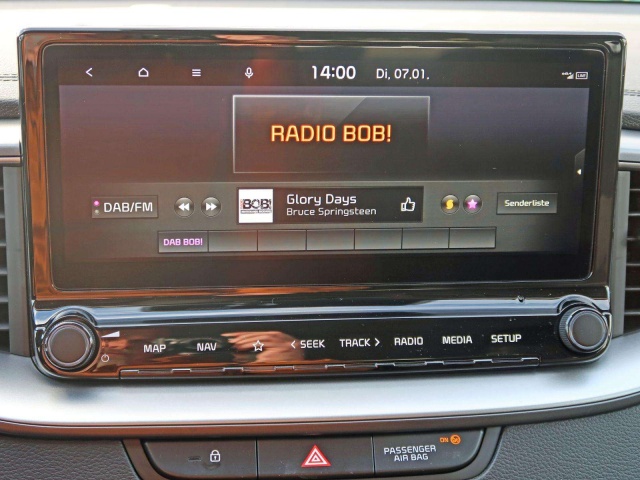 14:00 Di, 07.01.
RADIO BOB!
DAB/FM
BOB!
Glory Days
Bruce Springsteen
Senderliste
DAB BOB!
MAP NAV < SEEK TRACK > RADIO MEDIA SETUP
PASSENGER
AIR BAG
ON